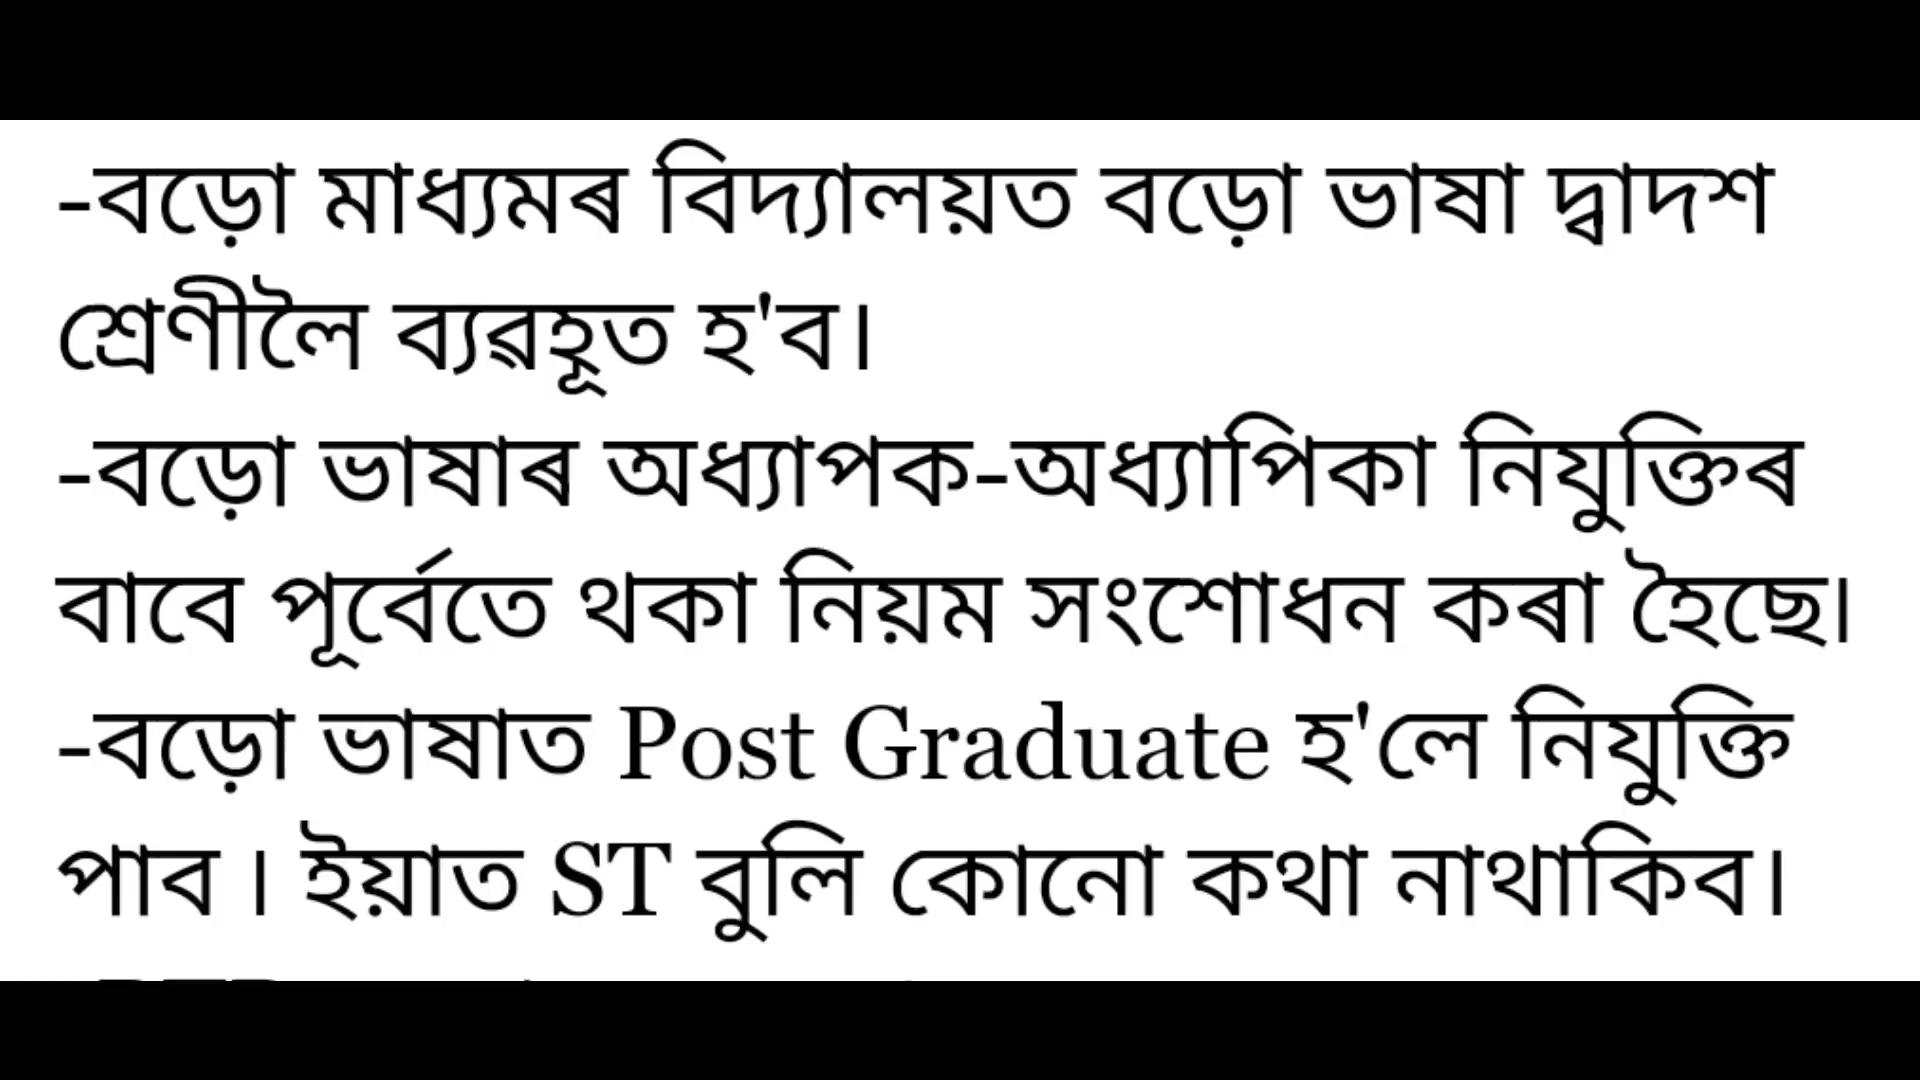 -বড়ো মাধ্যমৰ বিদ্যালয়ত বড়ো ভাষা দ্বাদশ
শ্ৰেণীলৈ ব্যৱহূত হ'ব।
-বড়ো ভাষাৰ অধ্যাপক-অধ্যাপিকা নিযুক্তিৰ
বাবে পূৰ্বেতে থকা নিয়ম সংশোধন কৰা হৈছে।
-বড়ো ভাষাত Post Graduate হ'লে নিযুক্তি
পাব । ইয়াত ST বুলি কোনো কথা নাথাকিব।